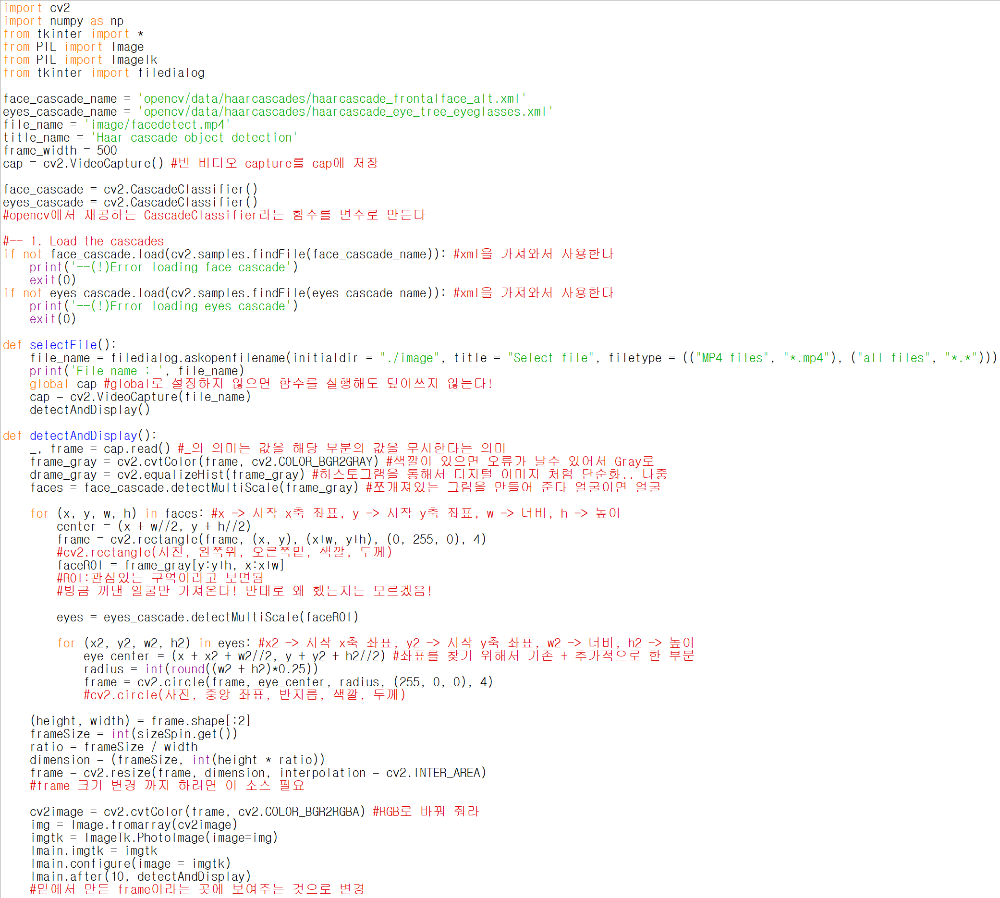 import cv2
import numpy as np
from tkinter import *
from PIL import Image
from PIL import ImageTk
from tkinter import filedialog

face_cascade_name = 'opencv/data/haarcascades/haarcascade_frontalface_alt.xml'
eyes_cascade_name = 'opencv/data/haarcascades/haarcascade_eye_tree_eyeglasses.xml'
file_name = 'image/facedetect.mp4'
title_name = 'Haar cascade object detection'
frame_width = 500
cap = cv2.VideoCapture() #빈 비디오 capture를 cap에 저장

face_cascade = cv2.CascadeClassifier()
eyes_cascade = cv2.CascadeClassifier()
#opencv에서 재공하는 CascadeClassifier라는 함수를 변수로 만든다

#-- 1. Load the cascades
if not face_cascade.load(cv2.samples.findFile(face_cascade_name)): #xml을 가져와서 사용한다
    print('--(!)Error loading face cascade')
    exit(0)
if not eyes_cascade.load(cv2.samples.findFile(eyes_cascade_name)): #xml을 가져와서 사용한다
    print('--(!)Error loading eyes cascade')
    exit(0)

def selectFile():
    file_name = filedialog.askopenfilename(initialdir = "./image", title = "Select file", filetype = (("MP4 files", "*.mp4"), ("all files", "*.*")))
    print('File name : ', file_name)
    global cap #global로 설정하지 않으면 함수를 실행해도 덮어쓰지 않는다!
    cap = cv2.VideoCapture(file_name)
    detectAndDisplay()

def detectAndDisplay():
    _, frame = cap.read() #_의 의미는 값을 해당 부분의 값을 무시한다는 의미
    frame_gray = cv2.cvtColor(frame, cv2.COLOR_BGR2GRAY) #색깔이 있으면 오류가 날수 있어서 Gray로
    drame_gray = cv2.equalizeHist(frame_gray) #히스토그램을 통해서 디지털 이미지 처럼 단순화.. 나중
    faces = face_cascade.detectMultiScale(frame_gray) #쪼개져있는 그림을 만들어 준다 얼굴이면 얼굴

    for (x, y, w, h) in faces: #x -> 시작 x축 좌표, y -> 시작 y축 좌표, w -> 너비, h -> 높이
        center = (x + w//2, y + h//2)
        frame = cv2.rectangle(frame, (x, y), (x+w, y+h), (0, 255, 0), 4)
        #cv2.rectangle(사진, 왼쪽위, 오른쪽밑, 색깔, 두께)
        faceROI = frame_gray[y:y+h, x:x+w]
        #ROI:관심있는 구역이라고 보면됨
        #방금 꺼낸 얼굴만 가져온다! 반대로 왜 했는지는 모르겠음!

        eyes = eyes_cascade.detectMultiScale(faceROI)

        for (x2, y2, w2, h2) in eyes: #x2 -> 시작 x축 좌표, y2 -> 시작 y축 좌표, w2 -> 너비, h2 -> 높이
            eye_center = (x + x2 + w2//2, y + y2 + h2//2) #좌표를 찾기 위해서 기존 + 추가적으로 한 부분
            radius = int(round((w2 + h2)*0.25))
            frame = cv2.circle(frame, eye_center, radius, (255, 0, 0), 4)
            #cv2.circle(사진, 중앙 좌표, 반지름, 색깔, 두께)

    (height, width) = frame.shape[:2]
    frameSize = int(sizeSpin.get())
    ratio = frameSize / width
    dimension = (frameSize, int(height * ratio))
    frame = cv2.resize(frame, dimension, interpolation = cv2.INTER_AREA)
    #frame 크기 변경 까지 하려면 이 소스 필요

    cv2image = cv2.cvtColor(frame, cv2.COLOR_BGR2RGBA) #RGB로 바꿔 줘라
    img = Image.fromarray(cv2image)
    imgtk = ImageTk.PhotoImage(image=img)
    lmain.imgtk = imgtk
    lmain.configure(image = imgtk)
    lmain.after(10, detectAndDisplay)
    #밑에서 만든 frame이라는 곳에 보여주는 것으로 변경